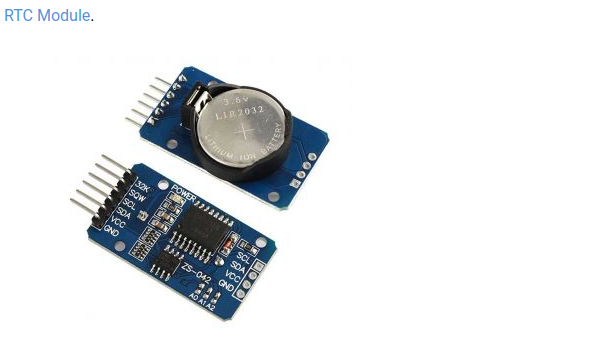 RTC Module.
3.6V
LIR2032
LITHIUM ION BATTERY
32K
SQW
SCL
SDA
VCC
GND
POWER
ZS-042
A0 A1 A2
SCL
SDA
VCC
GND